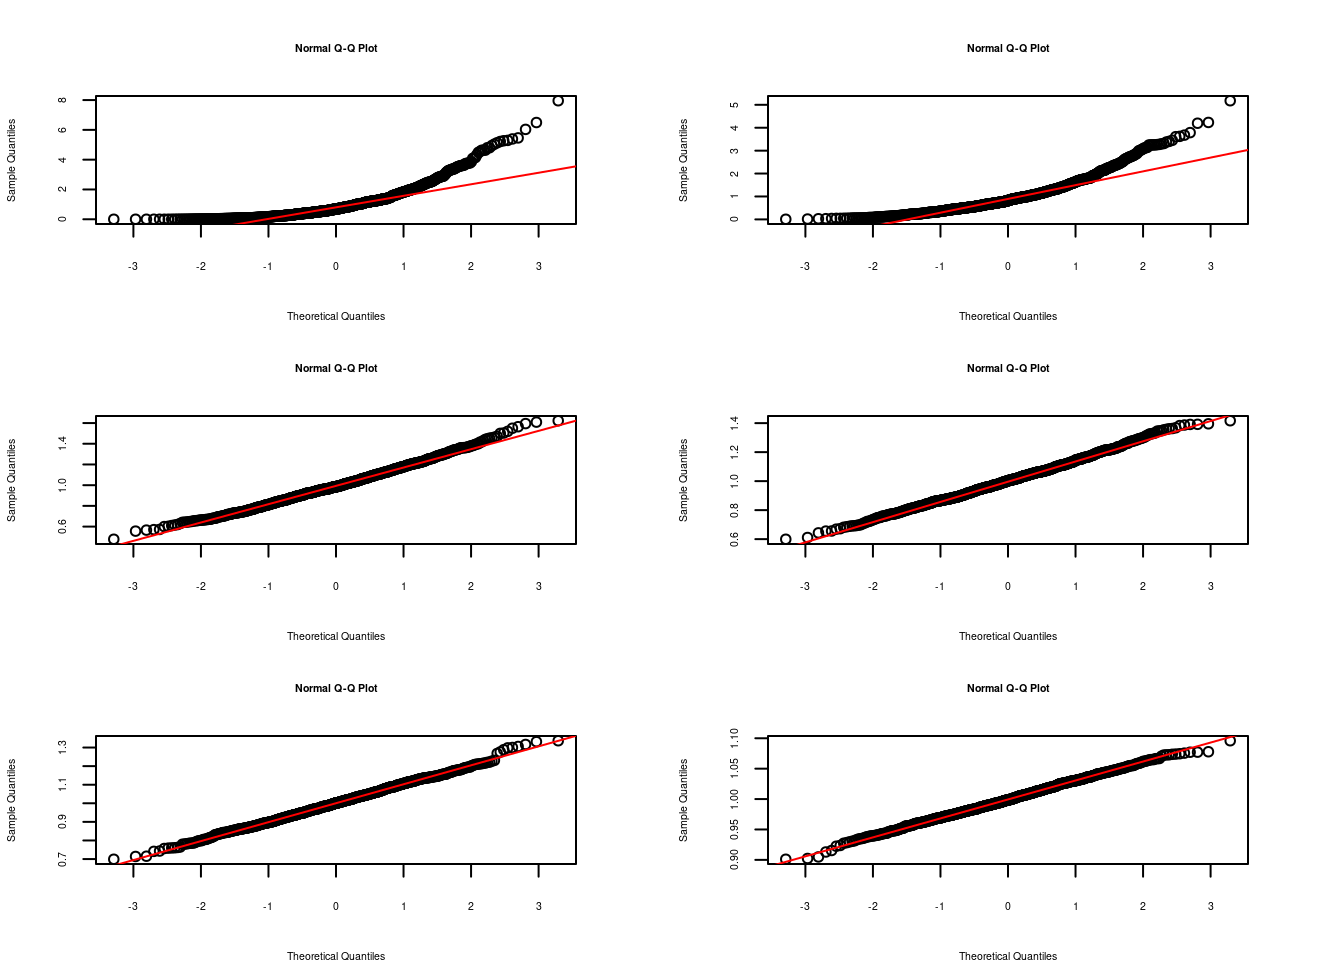 Normal Q-Q Plot
Sample Quantiles
8
6
4
2
0
-3 -2 -1 0 1 2 3
Theoretical Quantiles
Normal Q-Q Plot
Sample Quantiles
5
4
3
2
1
0
-3 -2 -1 0 1 2 3
Theoretical Quantiles
Normal Q-Q Plot
Sample Quantiles
1.4
1.0
0.6
-3 -2 -1 0 1 2 3
Theoretical Quantiles
Normal Q-Q Plot
Sample Quantiles
1.4
1.2
1.0
0.8
0.6
-3 -2 -1 0 1 2 3
Theoretical Quantiles
Normal Q-Q Plot
Sample Quantiles
1.3
1.1
0.9
0.7
-3 -2 -1 0 1 2 3
Theoretical Quantiles
Normal Q-Q Plot
Sample Quantiles
1.10
1.05
1.00
0.95
0.90
-3 -2 -1 0 1 2 3
Theoretical Quantiles